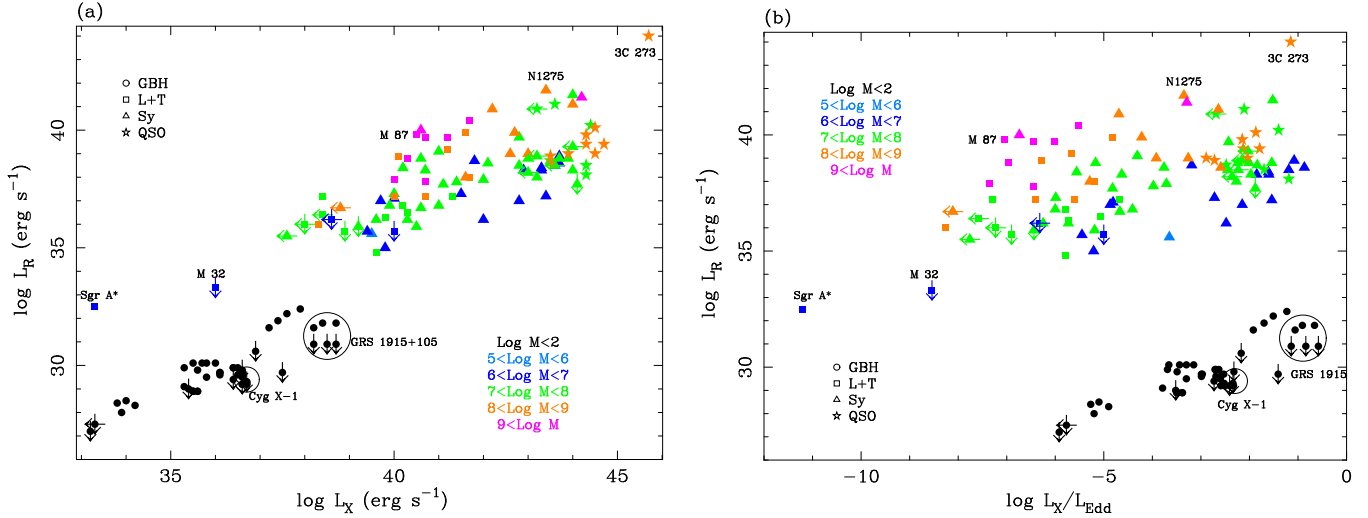 (a)
3C 273
N1275
GBH
L+T
Sy
QSO
M 87
M 32
Sgr A*
GRS 1915+105
Cyg X-1
Log M<2
5<Log M<6
6<Log M<7
7<Log M<8
8<Log M<9
9<Log M
40
35
30
log L_R (erg s⁻¹)
35 40 45
log L_X (erg s⁻¹)
(b)
3C 273
N1275
Log M<2
5<Log M<6
6<Log M<7
7<Log M<8
8<Log M<9
9<Log M
M 87
M 32
Sgr A*
GRS 1915
Cyg X-1
GBH
L+T
Sy
QSO
40
35
30
log L_R (erg s⁻¹)
−10 −5 0
log L_X/L_Edd